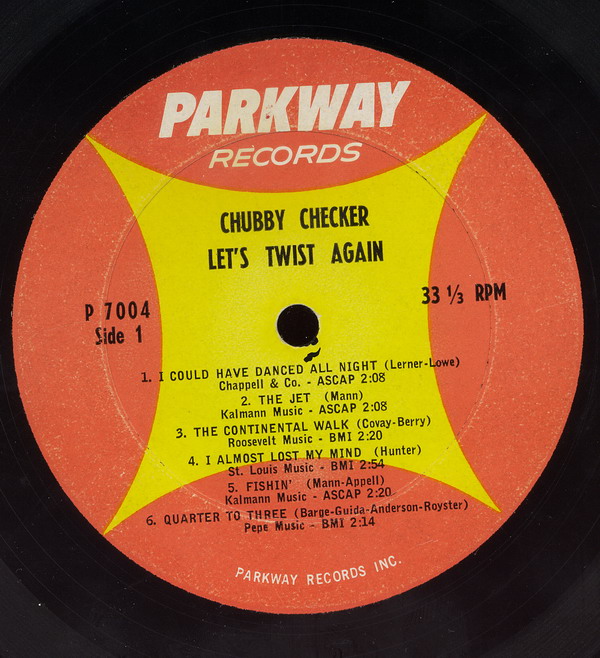 PARKWAY
RECORDS
CHUBBY CHECKER
LET'S TWIST AGAIN
P 7004
Side 1
33 1/3 RPM
1. I COULD HAVE DANCED ALL NIGHT (Lerner-Lowe)
Chappell & Co. - ASCAP 2:08
2. THE JET (Mann)
Kalmann Music - ASCAP 2:08
3. THE CONTINENTAL WALK (Covay-Berry)
Roosevelt Music - BMI 2:20
4. I ALMOST LOST MY MIND (Hunter)
St. Louis Music - BMI 2:54
5. FISHIN' (Mann-Appell)
Kalmann Music - ASCAP 2:20
6. QUARTER TO THREE (Barge-Guida-Anderson-Royster)
Pepe Music - BMI 2:14
PARKWAY RECORDS INC.